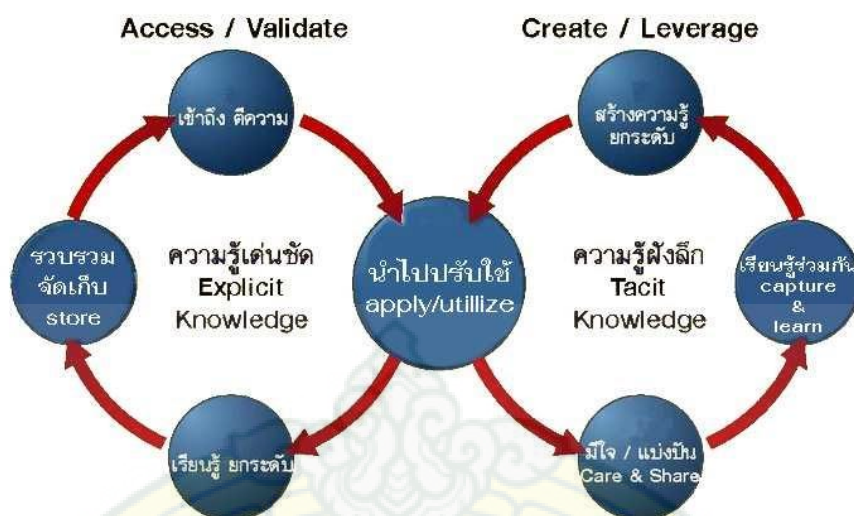 Access / Validate
Create / Leverage
เข้าถึง ตีความ
สร้างความรู้
ยกระดับ
รวบรวม
จัดเก็บ
store
ความรู้เด่นชัด
Explicit
Knowledge
นำไปปรับใช้
apply/utillize
ความรู้ฝังลึก
Tacit
Knowledge
เรียนรู้ร่วมกัน
capture
&
learn
เรียนรู้ ยกระดับ
มีใจ / แบ่งปัน
Care & Share